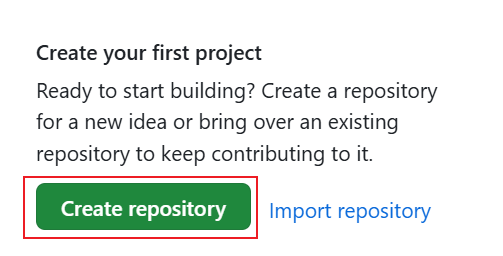 Create your first project
Ready to start building? Create a repository
for a new idea or bring over an existing
repository to keep contributing to it.
Create repository Import repository